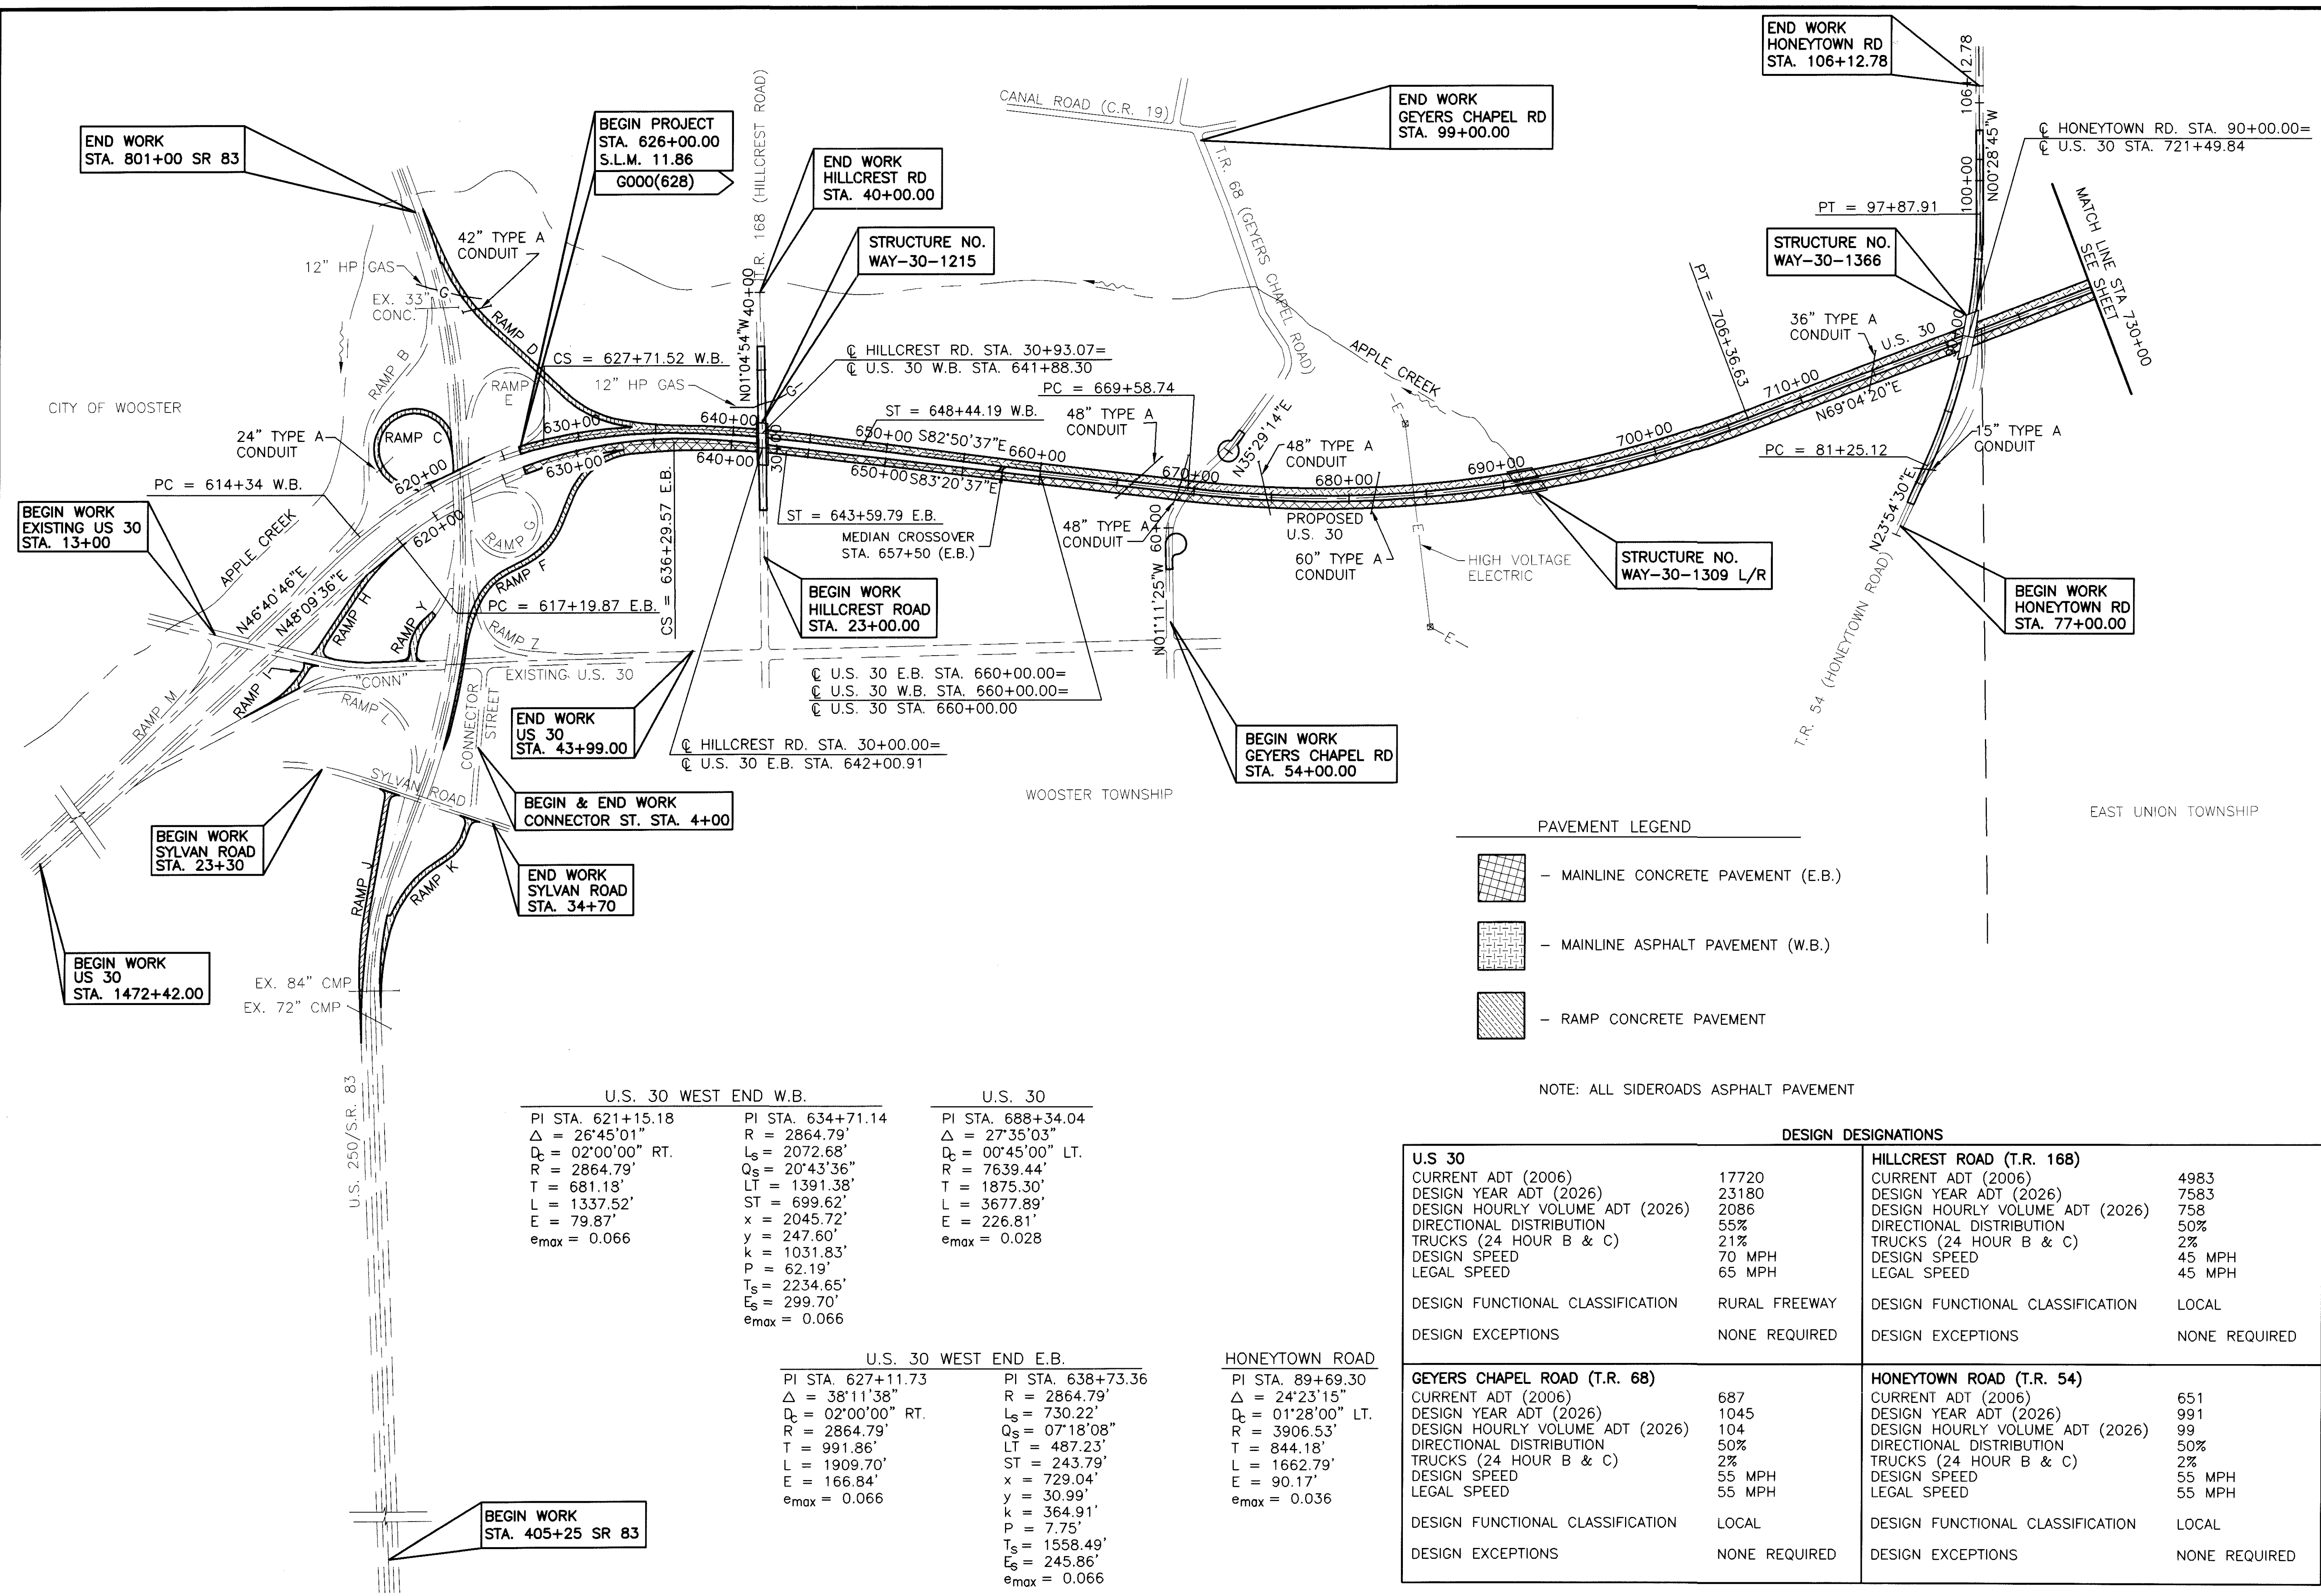 END WORK
STA. 801+00 SR 83
BEGIN PROJECT
STA. 626+00.00
S.L.M. 11.86
G000(628)
END WORK
HILLCREST RD
STA. 40+00.00
STRUCTURE NO.
WAY-30-1215
T.R. 168 (HILLCREST ROAD)
CANAL ROAD (C.R. 19)
END WORK
GEYERS CHAPEL RD
STA. 99+00.00
T.R. 68 (GEYERS CHAPEL ROAD)
END WORK
HONEYTOWN RD
STA. 106+12.78
106+12.78
℄ HONEYTOWN RD. STA. 90+00.00=
℄ U.S. 30 STA. 721+49.84
N00°28'45"W
100+00
PT = 97+87.91
STRUCTURE NO.
WAY-30-1366
MATCH LINE STA 730+00
SEE SHEET
42" TYPE A
CONDUIT
12" HP GAS
G
EX. 33"
CONC.
RAMP D
RAMP B
RAMP E
CS = 627+71.52 W.B.
12" HP GAS
G
N01°04'54"W
40+00
℄ HILLCREST RD. STA. 30+93.07=
℄ U.S. 30 W.B. STA. 641+88.30
PC = 669+58.74
ST = 648+44.19 W.B.
48" TYPE A
CONDUIT
N35°29'14"E
48" TYPE A
CONDUIT
APPLE CREEK
E
E
PT = 706+36.63
36" TYPE A
CONDUIT
U.S. 30
90+00
710+00
N69°04'20"E
700+00
690+00
680+00
670+00
660+00
S82°50'37"E
650+00
640+00
630+00
620+00
CITY OF WOOSTER
24" TYPE A
CONDUIT
RAMP C
PC = 614+34 W.B.
630+00
640+00
30+00
650+00
S83°20'37"E
620+00
RAMP G
BEGIN WORK
EXISTING US 30
STA. 13+00
APPLE CREEK
N46°40'46"E
N48°09'36"E
RAMP H
RAMP Y
RAMP F
PC = 617+19.87 E.B.
CS = 636+29.57 E.B.
RAMP Z
ST = 643+59.79 E.B.
MEDIAN CROSSOVER
STA. 657+50 (E.B.)
BEGIN WORK
HILLCREST ROAD
STA. 23+00.00
48" TYPE A
CONDUIT
60+00
N01°11'25"W
PROPOSED
U.S. 30
60" TYPE A
CONDUIT
E
E
HIGH VOLTAGE
ELECTRIC
E
STRUCTURE NO.
WAY-30-1309 L/R
15" TYPE A
CONDUIT
PC = 81+25.12
N23°54'30"E
T.R. 54 (HONEYTOWN ROAD)
BEGIN WORK
HONEYTOWN RD
STA. 77+00.00
RAMP M
RAMP I
"CONN"
RAMP L
EXISTING U.S. 30
CONNECTOR
STREET
END WORK
US 30
STA. 43+99.00
℄ U.S. 30 E.B. STA. 660+00.00=
℄ U.S. 30 W.B. STA. 660+00.00=
℄ U.S. 30 STA. 660+00.00
℄ HILLCREST RD. STA. 30+00.00=
℄ U.S. 30 E.B. STA. 642+00.91
BEGIN WORK
GEYERS CHAPEL RD
STA. 54+00.00
WOOSTER TOWNSHIP
EAST UNION TOWNSHIP
SYLVAN ROAD
BEGIN & END WORK
CONNECTOR ST. STA. 4+00
BEGIN WORK
SYLVAN ROAD
STA. 23+30
END WORK
SYLVAN ROAD
STA. 34+70
RAMP J
RAMP K
BEGIN WORK
US 30
STA. 1472+42.00
EX. 84" CMP
EX. 72" CMP
U.S. 250/S.R. 83
BEGIN WORK
STA. 405+25 SR 83
PAVEMENT LEGEND
– MAINLINE CONCRETE PAVEMENT (E.B.)
– MAINLINE ASPHALT PAVEMENT (W.B.)
– RAMP CONCRETE PAVEMENT
NOTE: ALL SIDEROADS ASPHALT PAVEMENT
U.S. 30 WEST END W.B.
PI STA. 621+15.18
Δ = 26°45'01"
Dc = 02°00'00" RT.
R = 2864.79'
T = 681.18'
L = 1337.52'
E = 79.87'
emax = 0.066
PI STA. 634+71.14
R = 2864.79'
Ls = 2072.68'
Qs = 20°43'36"
LT = 1391.38'
ST = 699.62'
x = 2045.72'
y = 247.60'
k = 1031.83'
P = 62.19'
Ts = 2234.65'
Es = 299.70'
emax = 0.066
U.S. 30
PI STA. 688+34.04
Δ = 27°35'03"
Dc = 00°45'00" LT.
R = 7639.44'
T = 1875.30'
L = 3677.89'
E = 226.81'
emax = 0.028
U.S. 30 WEST END E.B.
PI STA. 627+11.73
Δ = 38°11'38"
Dc = 02°00'00" RT.
R = 2864.79'
T = 991.86'
L = 1909.70'
E = 166.84'
emax = 0.066
PI STA. 638+73.36
R = 2864.79'
Ls = 730.22'
Qs = 07°18'08"
LT = 487.23'
ST = 243.79'
x = 729.04'
y = 30.99'
k = 364.91'
P = 7.75'
Ts = 1558.49'
Es = 245.86'
emax = 0.066
HONEYTOWN ROAD
PI STA. 89+69.30
Δ = 24°23'15"
Dc = 01°28'00" LT.
R = 3906.53'
T = 844.18'
L = 1662.79'
E = 90.17'
emax = 0.036
DESIGN DESIGNATIONS
U.S 30
CURRENT ADT (2006) 17720
DESIGN YEAR ADT (2026) 23180
DESIGN HOURLY VOLUME ADT (2026) 2086
DIRECTIONAL DISTRIBUTION 55%
TRUCKS (24 HOUR B & C) 21%
DESIGN SPEED 70 MPH
LEGAL SPEED 65 MPH
DESIGN FUNCTIONAL CLASSIFICATION RURAL FREEWAY
DESIGN EXCEPTIONS NONE REQUIRED
HILLCREST ROAD (T.R. 168)
CURRENT ADT (2006) 4983
DESIGN YEAR ADT (2026) 7583
DESIGN HOURLY VOLUME ADT (2026) 758
DIRECTIONAL DISTRIBUTION 50%
TRUCKS (24 HOUR B & C) 2%
DESIGN SPEED 45 MPH
LEGAL SPEED 45 MPH
DESIGN FUNCTIONAL CLASSIFICATION LOCAL
DESIGN EXCEPTIONS NONE REQUIRED
GEYERS CHAPEL ROAD (T.R. 68)
CURRENT ADT (2006) 687
DESIGN YEAR ADT (2026) 1045
DESIGN HOURLY VOLUME ADT (2026) 104
DIRECTIONAL DISTRIBUTION 50%
TRUCKS (24 HOUR B & C) 2%
DESIGN SPEED 55 MPH
LEGAL SPEED 55 MPH
DESIGN FUNCTIONAL CLASSIFICATION LOCAL
DESIGN EXCEPTIONS NONE REQUIRED
HONEYTOWN ROAD (T.R. 54)
CURRENT ADT (2006) 651
DESIGN YEAR ADT (2026) 991
DESIGN HOURLY VOLUME ADT (2026) 99
DIRECTIONAL DISTRIBUTION 50%
TRUCKS (24 HOUR B & C) 2%
DESIGN SPEED 55 MPH
LEGAL SPEED 55 MPH
DESIGN FUNCTIONAL CLASSIFICATION LOCAL
DESIGN EXCEPTIONS NONE REQUIRED